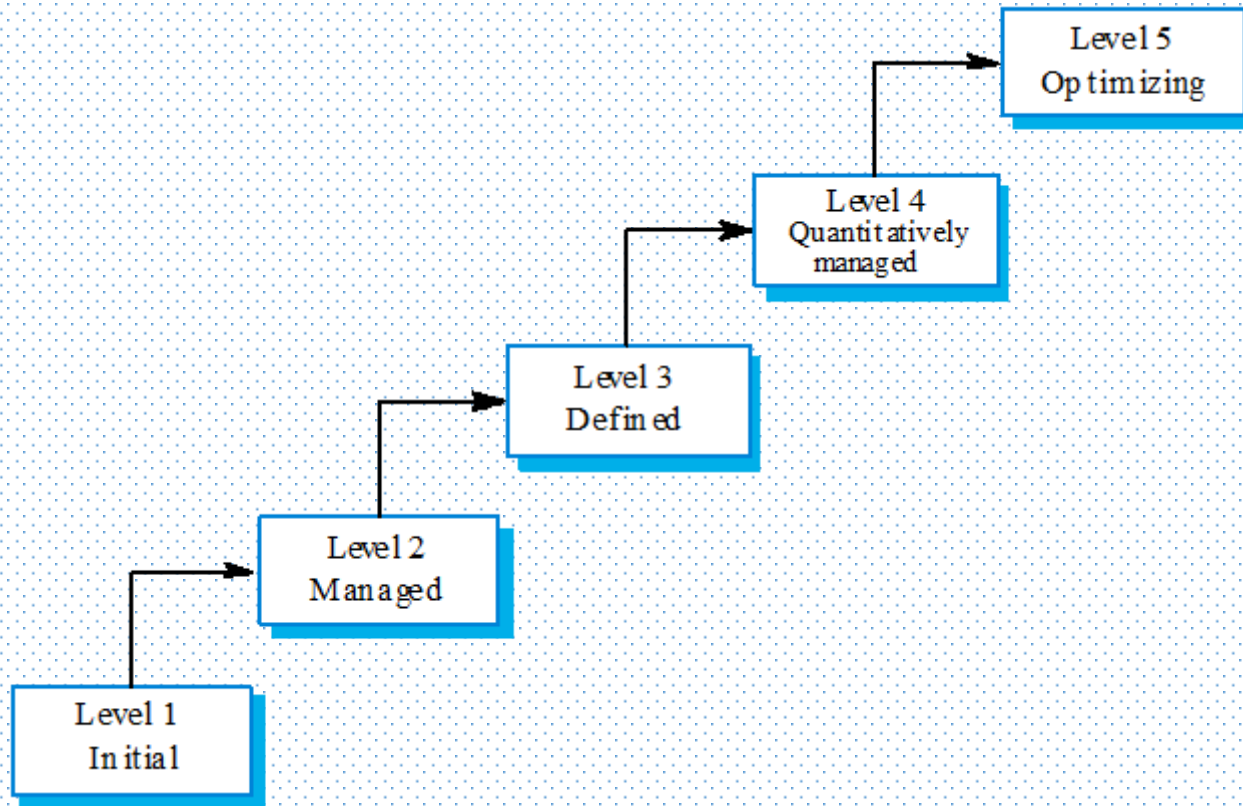 Level 5
Optimizing
Level 4
Quantitatively
managed
Level 3
Defined
Level 2
Managed
Level 1
Initial